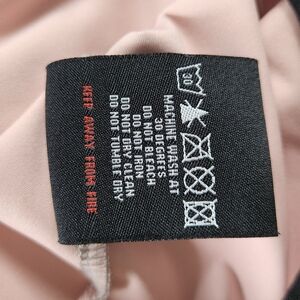 30
MACHINE WASH AT
30 DEGREES
DO NOT BLEACH
DO NOT IRON
DO NOT DRY CLEAN
DO NOT TUMBLE DRY
KEEP AWAY FROM FIRE